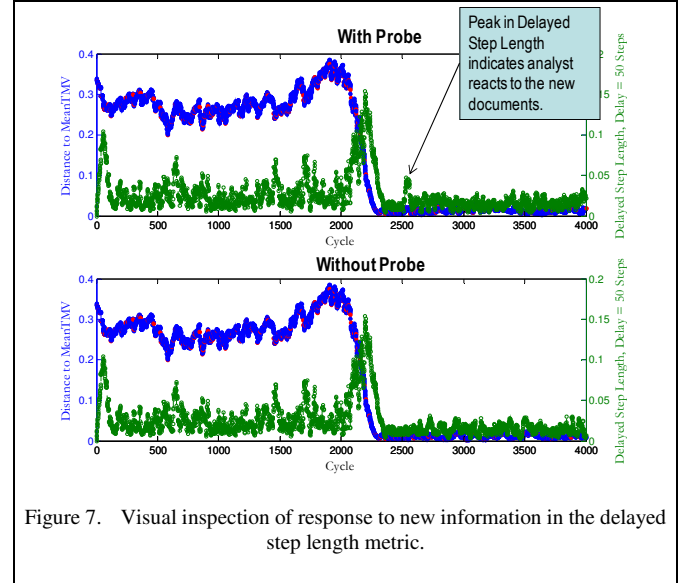 With Probe
Peak in Delayed
Step Length
indicates analyst
reacts to the new
documents.
0.4
0.3
0.2
0.1
0
Distance to MeanTMV
2
0.15
0.1
0.05
0
Delayed Step Length, Delay = 50 Steps
0 500 1000 1500 2000 2500 3000 3500 4000
Cycle
Without Probe
0.4
0.3
0.2
0.1
0
Distance to MeanTMV
0.2
0.15
0.1
0.05
0
Delayed Step Length, Delay = 50 Steps
0 500 1000 1500 2000 2500 3000 3500 4000
Cycle
Figure 7. Visual inspection of response to new information in the delayed
step length metric.